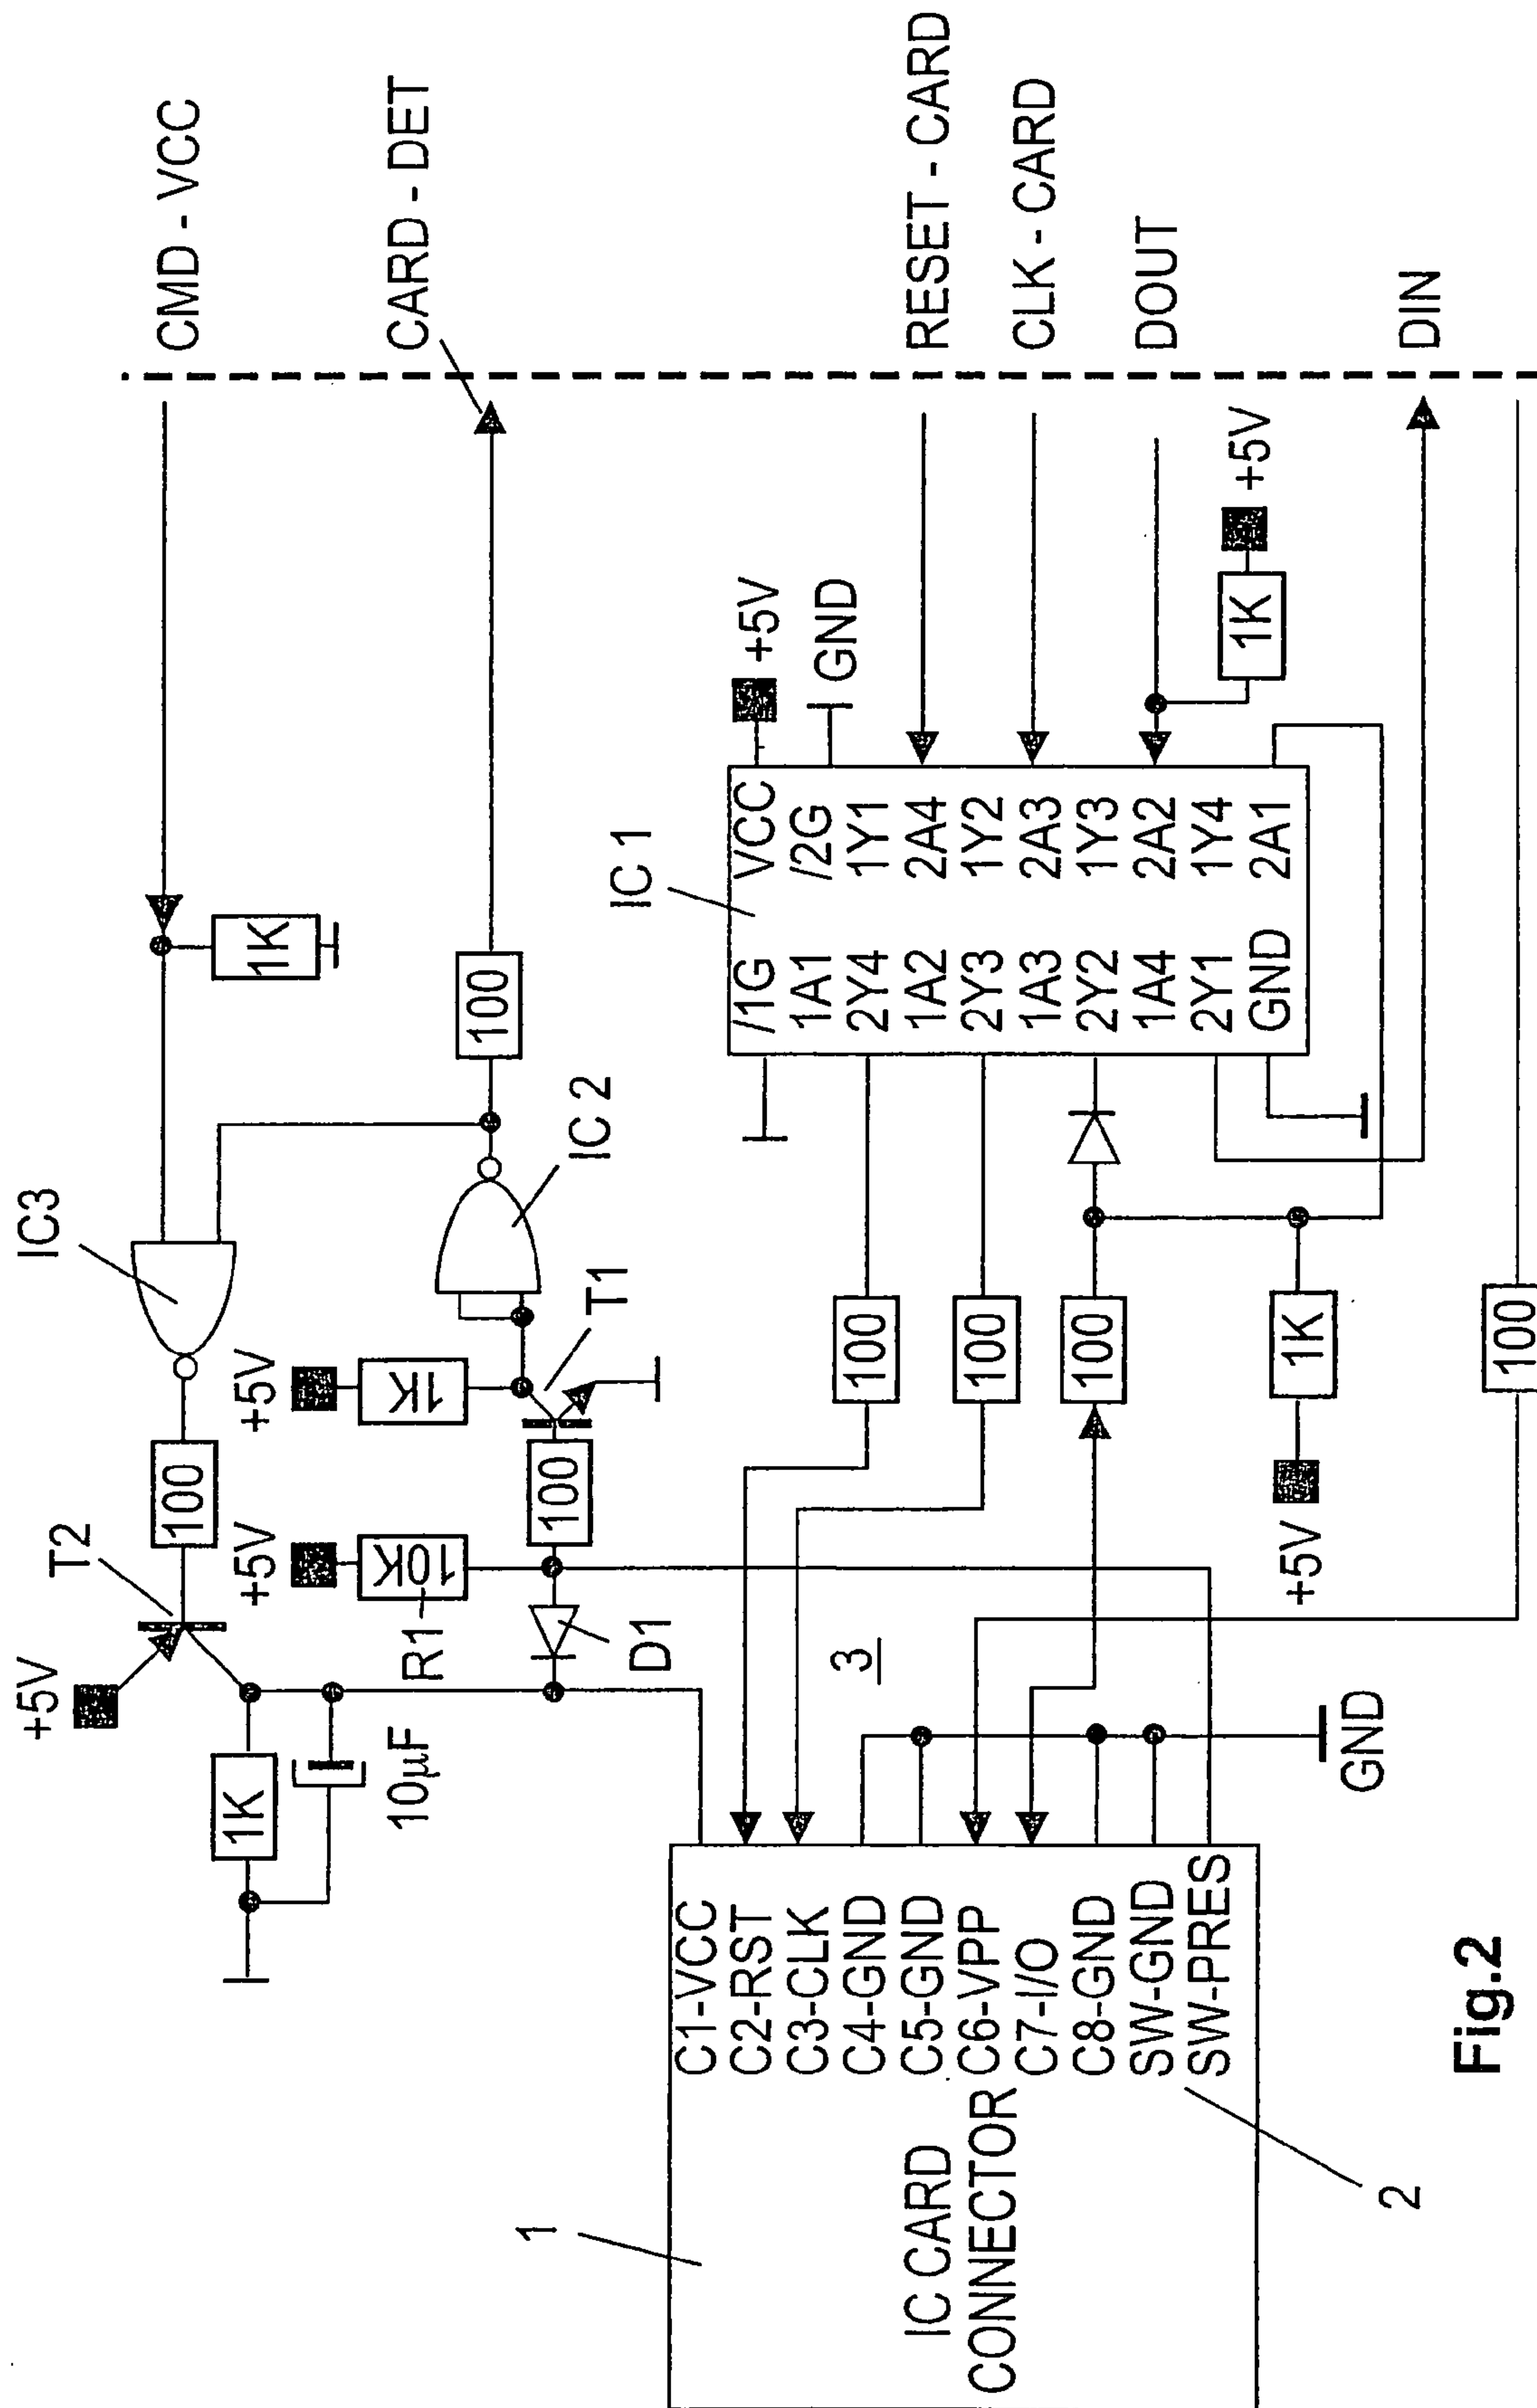 CMD - VCC
CARD - DET
RESET - CARD
CLK - CARD
DOUT
DIN
+5V
1K
1K
100
+5V
GND
IC 1
/1G VCC
1A1 /2G
2Y4 1Y1
1A2 2A4
2Y3 1Y2
1A3 2A3
2Y2 1Y3
1A4 2A2
2Y1 1Y4
GND 2A1
IC3
IC 2
T1
+5V
1K
100
100
T2
+5V
10K
R1
100
D1
+5V
1K
10µF
100
100
100
1K
+5V
3
GND
C1-VCC
C2-RST
C3-CLK
C4-GND
C5-GND
C6-VPP
C7-I/O
C8-GND
SW-GND
SW-PRES
IC CARD
CONNECTOR
1
2
Fig.2